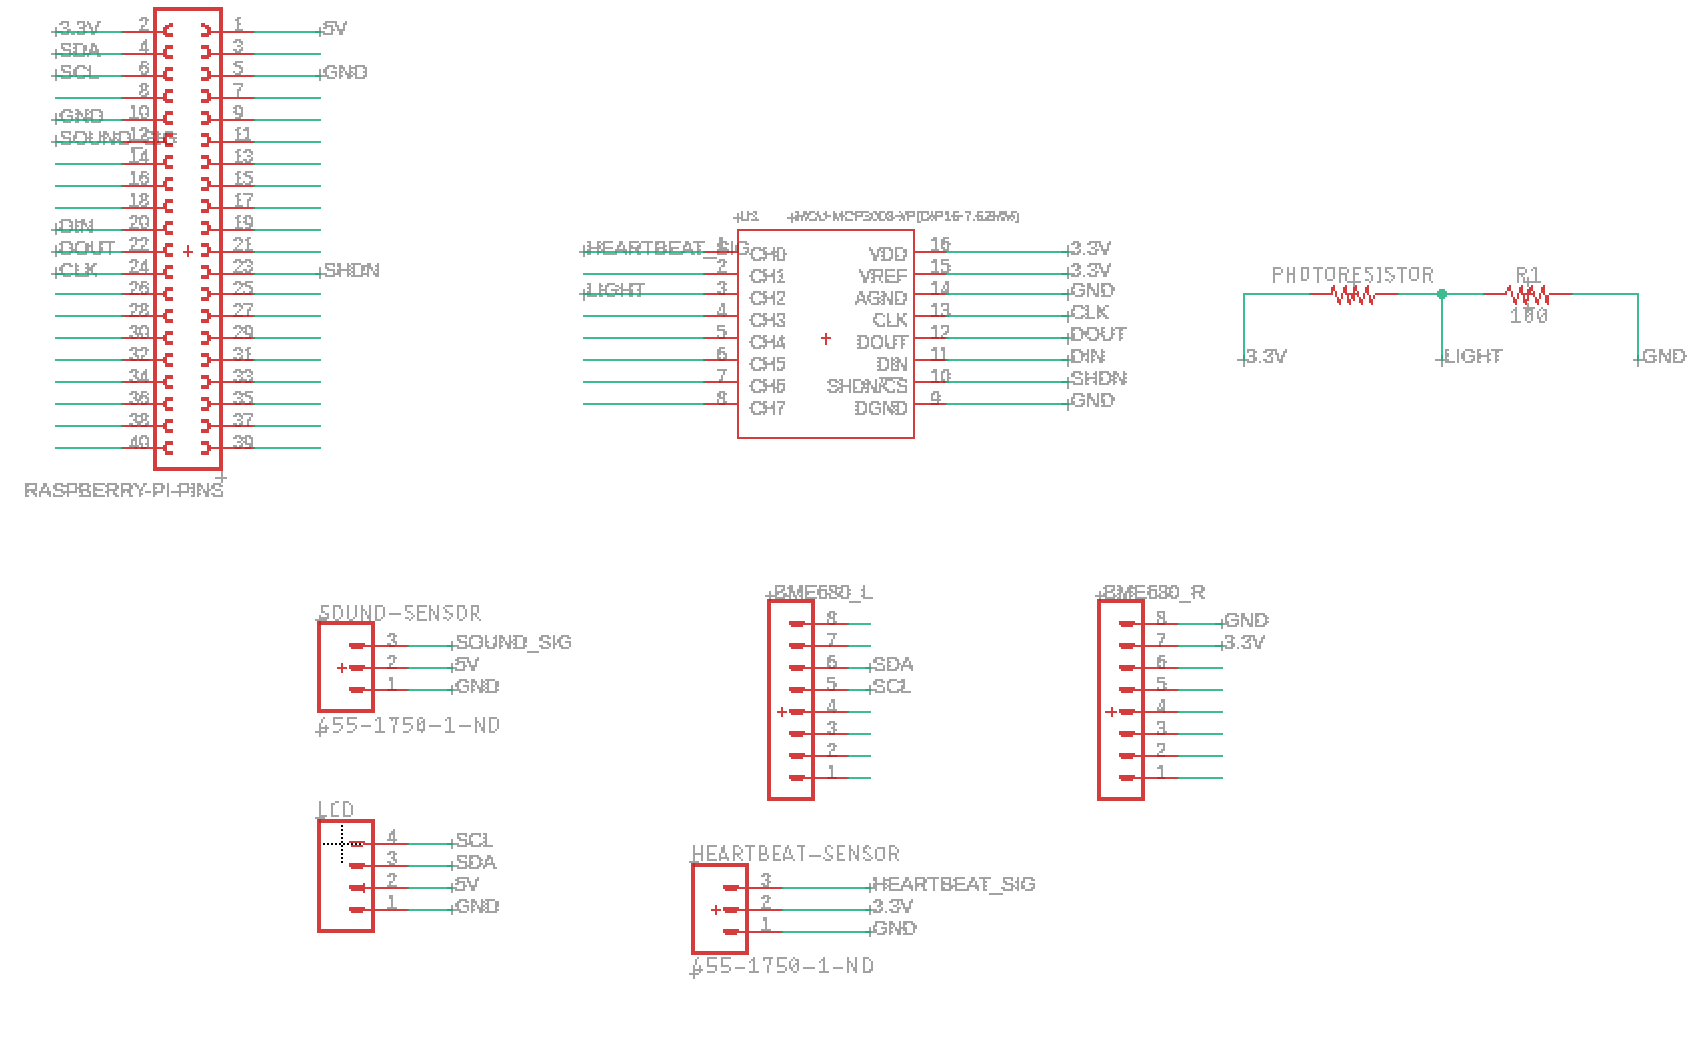 3.3V 2 1 5V
SDA 4 3
SCL 6 5 GND
8 7
GND 10 9
SOUND_SIG 12 11
14 13
16 15
18 17
DIN 20 19
DOUT 22 21
CLK 24 23 SHDN
26 25
28 27
30 29
32 31
34 33
36 35
38 37
40 39
RASPBERRY-PI-PINS
U1 MCU-MCP3008-I/P(DIP16-7.62MM)
HEARTBEAT_SIG 1 CH0 VDD 16 3.3V
2 CH1 VREF 15 3.3V
LIGHT 3 CH2 AGND 14 GND
4 CH3 CLK 13 CLK
5 CH4 DOUT 12 DOUT
6 CH5 DIN 11 DIN
7 CH6 SHDN/CS 10 SHDN
8 CH7 DGND 9 GND
PHOTORESISTOR R1
100
3.3V LIGHT GND
SOUND-SENSOR
3 SOUND_SIG
2 5V
1 GND
455-1750-1-ND
BME680_L
8
7
6 SDA
5 SCL
4
3
2
1
BME680_R
8 GND
7 3.3V
6
5
4
3
2
1
LCD
4 SCL
3 SDA
2 5V
1 GND
HEARTBEAT-SENSOR
3 HEARTBEAT_SIG
2 3.3V
1 GND
455-1750-1-ND